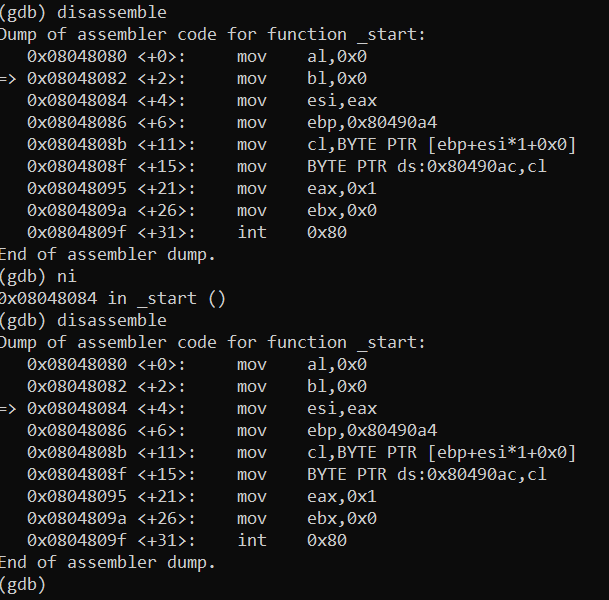 (gdb) disassemble
Dump of assembler code for function _start:
   0x08048080 <+0>:     mov    al,0x0
=> 0x08048082 <+2>:     mov    bl,0x0
   0x08048084 <+4>:     mov    esi,eax
   0x08048086 <+6>:     mov    ebp,0x80490a4
   0x0804808b <+11>:    mov    cl,BYTE PTR [ebp+esi*1+0x0]
   0x0804808f <+15>:    mov    BYTE PTR ds:0x80490ac,cl
   0x08048095 <+21>:    mov    eax,0x1
   0x0804809a <+26>:    mov    ebx,0x0
   0x0804809f <+31>:    int    0x80
End of assembler dump.
(gdb) ni
0x08048084 in _start ()
(gdb) disassemble
Dump of assembler code for function _start:
   0x08048080 <+0>:     mov    al,0x0
   0x08048082 <+2>:     mov    bl,0x0
=> 0x08048084 <+4>:     mov    esi,eax
   0x08048086 <+6>:     mov    ebp,0x80490a4
   0x0804808b <+11>:    mov    cl,BYTE PTR [ebp+esi*1+0x0]
   0x0804808f <+15>:    mov    BYTE PTR ds:0x80490ac,cl
   0x08048095 <+21>:    mov    eax,0x1
   0x0804809a <+26>:    mov    ebx,0x0
   0x0804809f <+31>:    int    0x80
End of assembler dump.
(gdb)